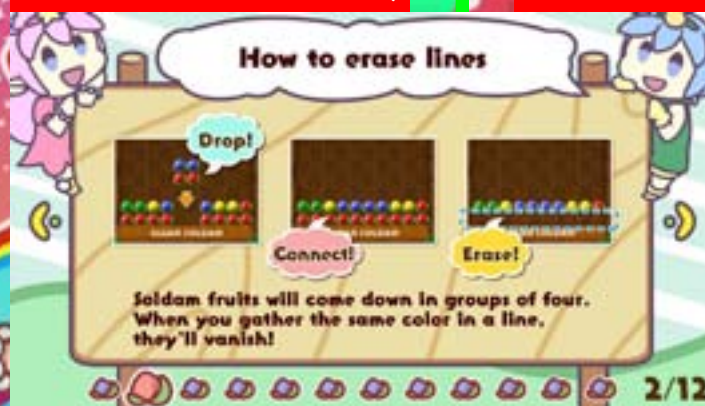 How to erase lines
Drop!
Connect!
Erase!
Soldam fruits will come down in groups of four.
When you gather the same color in a line,
they'll vanish!
2/12